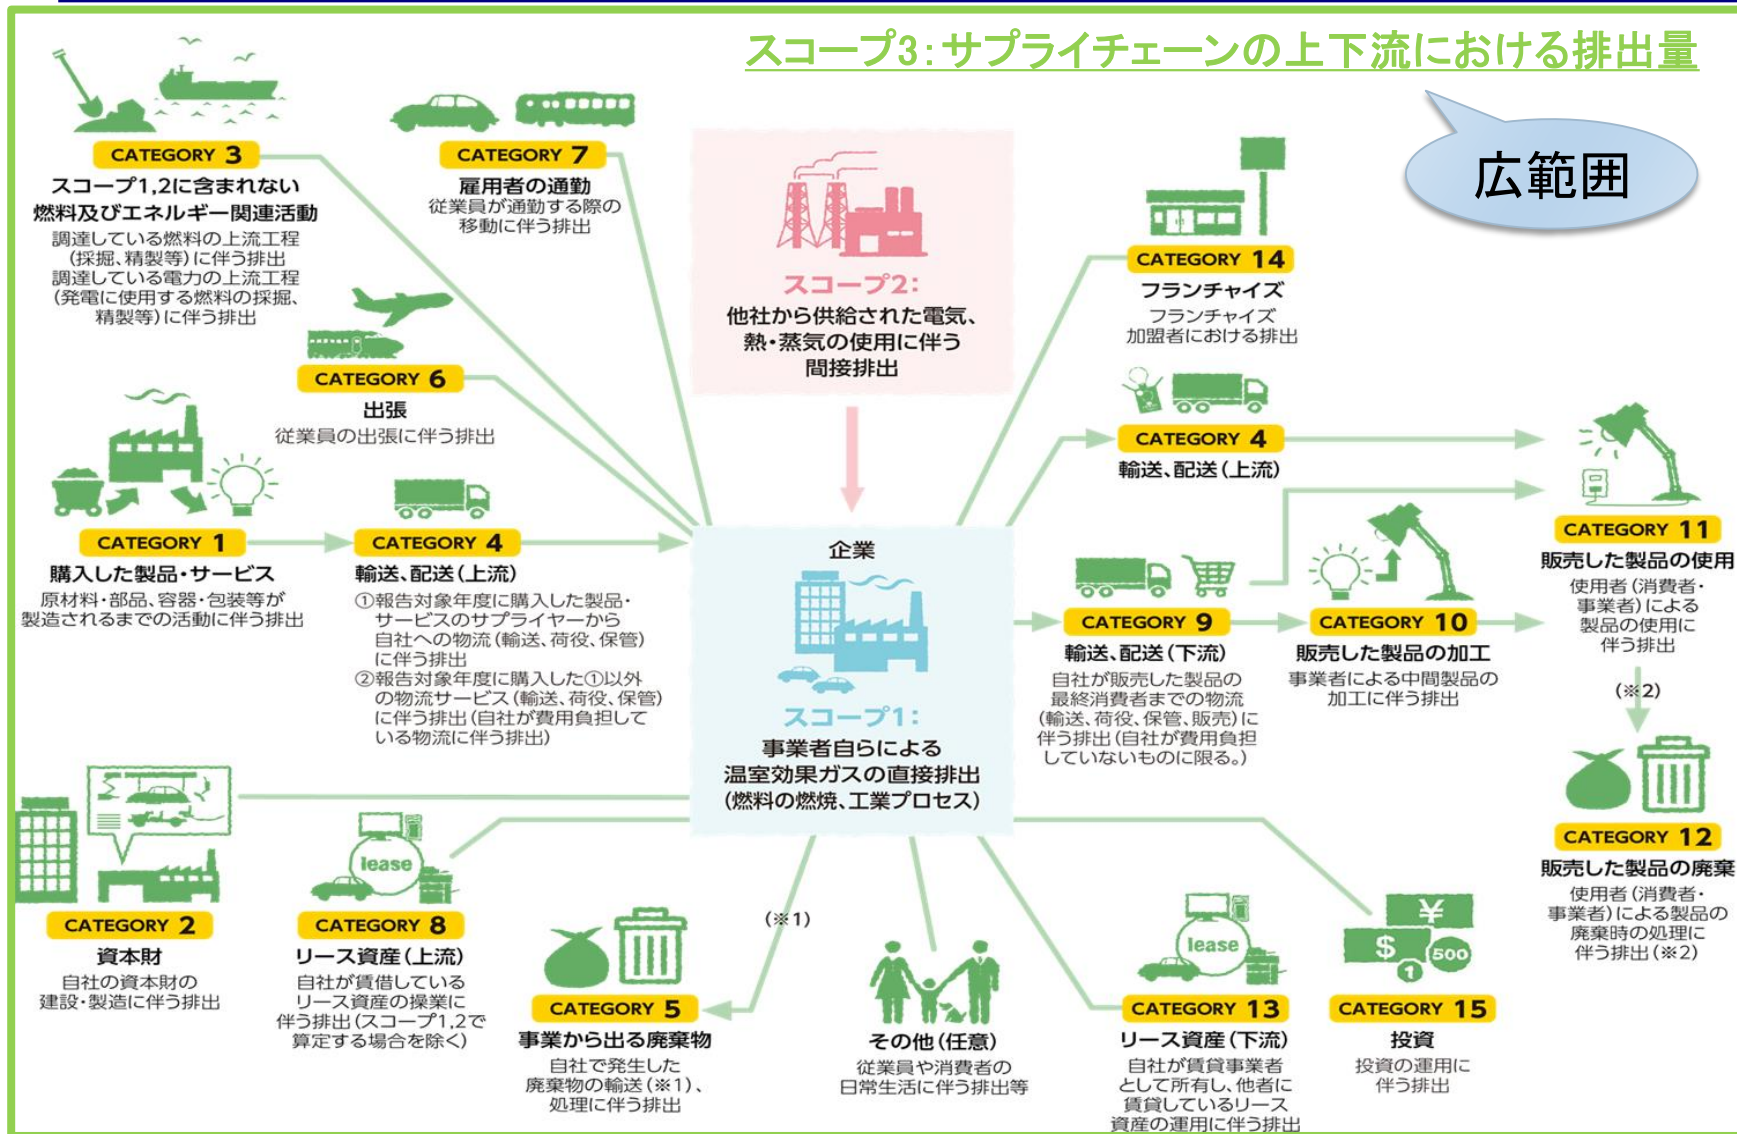 スコープ3:サプライチェーンの上下流における排出量
広範囲
CATEGORY 3
スコープ1,2に含まれない
燃料及びエネルギー関連活動
調達している燃料の上流工程
(採掘、精製等)に伴う排出
調達している電力の上流工程
(発電に使用する燃料の採掘、
精製等)に伴う排出
CATEGORY 7
雇用者の通勤
従業員が通勤する際の
移動に伴う排出
CATEGORY 6
出張
従業員の出張に伴う排出
スコープ2:
他社から供給された電気、
熱・蒸気の使用に伴う
間接排出
CATEGORY 14
フランチャイズ
フランチャイズ
加盟者における排出
CATEGORY 4
輸送、配送(上流)
CATEGORY 1
購入した製品・サービス
原材料・部品、容器・包装等が
製造されるまでの活動に伴う排出
CATEGORY 4
輸送、配送(上流)
①報告対象年度に購入した製品・
サービスのサプライヤーから
自社への物流(輸送、荷役、保管)
に伴う排出
②報告対象年度に購入した①以外
の物流サービス(輸送、荷役、保管)
に伴う排出(自社が費用負担して
いる物流に伴う排出)
企業
スコープ1:
事業者自らによる
温室効果ガスの直接排出
(燃料の燃焼、工業プロセス)
CATEGORY 9
輸送、配送(下流)
自社が販売した製品の
最終消費者までの物流
(輸送、荷役、保管、販売)に
伴う排出(自社が費用負担
していないものに限る。)
CATEGORY 10
販売した製品の加工
事業者による中間製品の
加工に伴う排出
CATEGORY 11
販売した製品の使用
使用者(消費者・
事業者)による
製品の使用に
伴う排出
(※2)
CATEGORY 12
販売した製品の廃棄
使用者(消費者・
事業者)による製品の
廃棄時の処理に
伴う排出(※2)
CATEGORY 2
資本財
自社の資本財の
建設・製造に伴う排出
lease
CATEGORY 8
リース資産(上流)
自社が賃借している
リース資産の操業に
伴う排出(スコープ1,2で
算定する場合を除く)
(※1)
CATEGORY 5
事業から出る廃棄物
自社で発生した
廃棄物の輸送(※1)、
処理に伴う排出
その他(任意)
従業員や消費者の
日常生活に伴う排出等
lease
CATEGORY 13
リース資産(下流)
自社が賃貸事業者
として所有し、他者に
賃貸しているリース
資産の運用に伴う排出
¥
$
1
500
CATEGORY 15
投資
投資の運用に
伴う排出